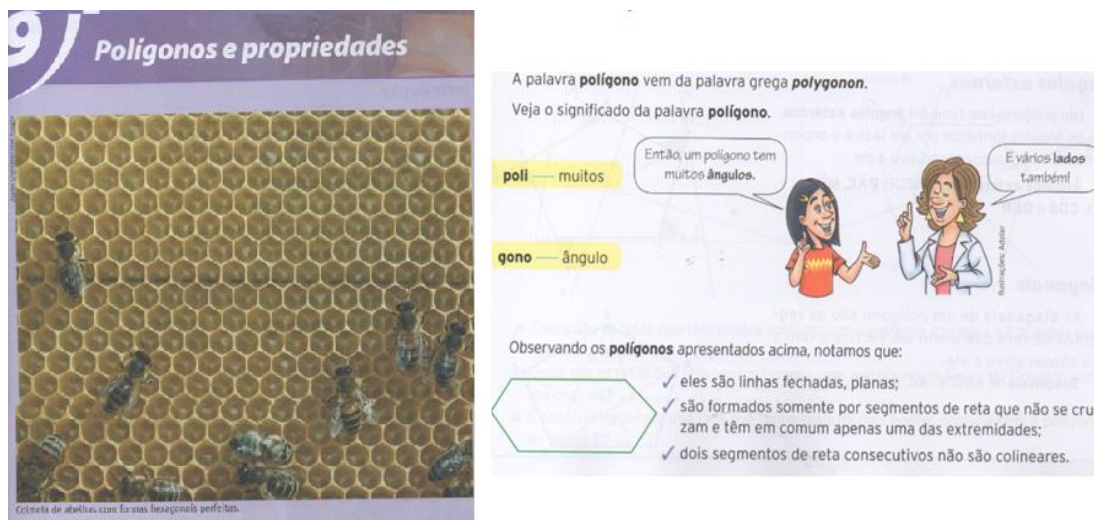 9
Polígonos e propriedades
Colmeia de abelhas com formas hexagonais perfeitas.
A palavra polígono vem da palavra grega polygonon.
Veja o significado da palavra polígono.
poli — muitos
gono — ângulo
Então, um polígono tem
muitos ângulos.
E vários lados
também!
Ilustrações: Adolar
Observando os polígonos apresentados acima, notamos que:
✓ eles são linhas fechadas, planas;
✓ são formados somente por segmentos de reta que não se cru
zam e têm em comum apenas uma das extremidades;
✓ dois segmentos de reta consecutivos não são colineares.